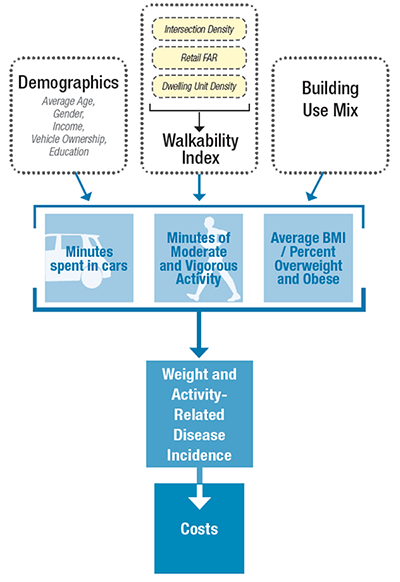 Demographics
Average Age,
Gender,
Income,
Vehicle Ownership,
Education
Intersection Density
Retail FAR
Dwelling Unit Density
Walkability
Index
Building
Use Mix
Minutes
spent in cars
Minutes of
Moderate
and Vigorous
Activity
Average BMI
/ Percent
Overweight
and Obese
Weight and
Activity-
Related
Disease
Incidence
Costs